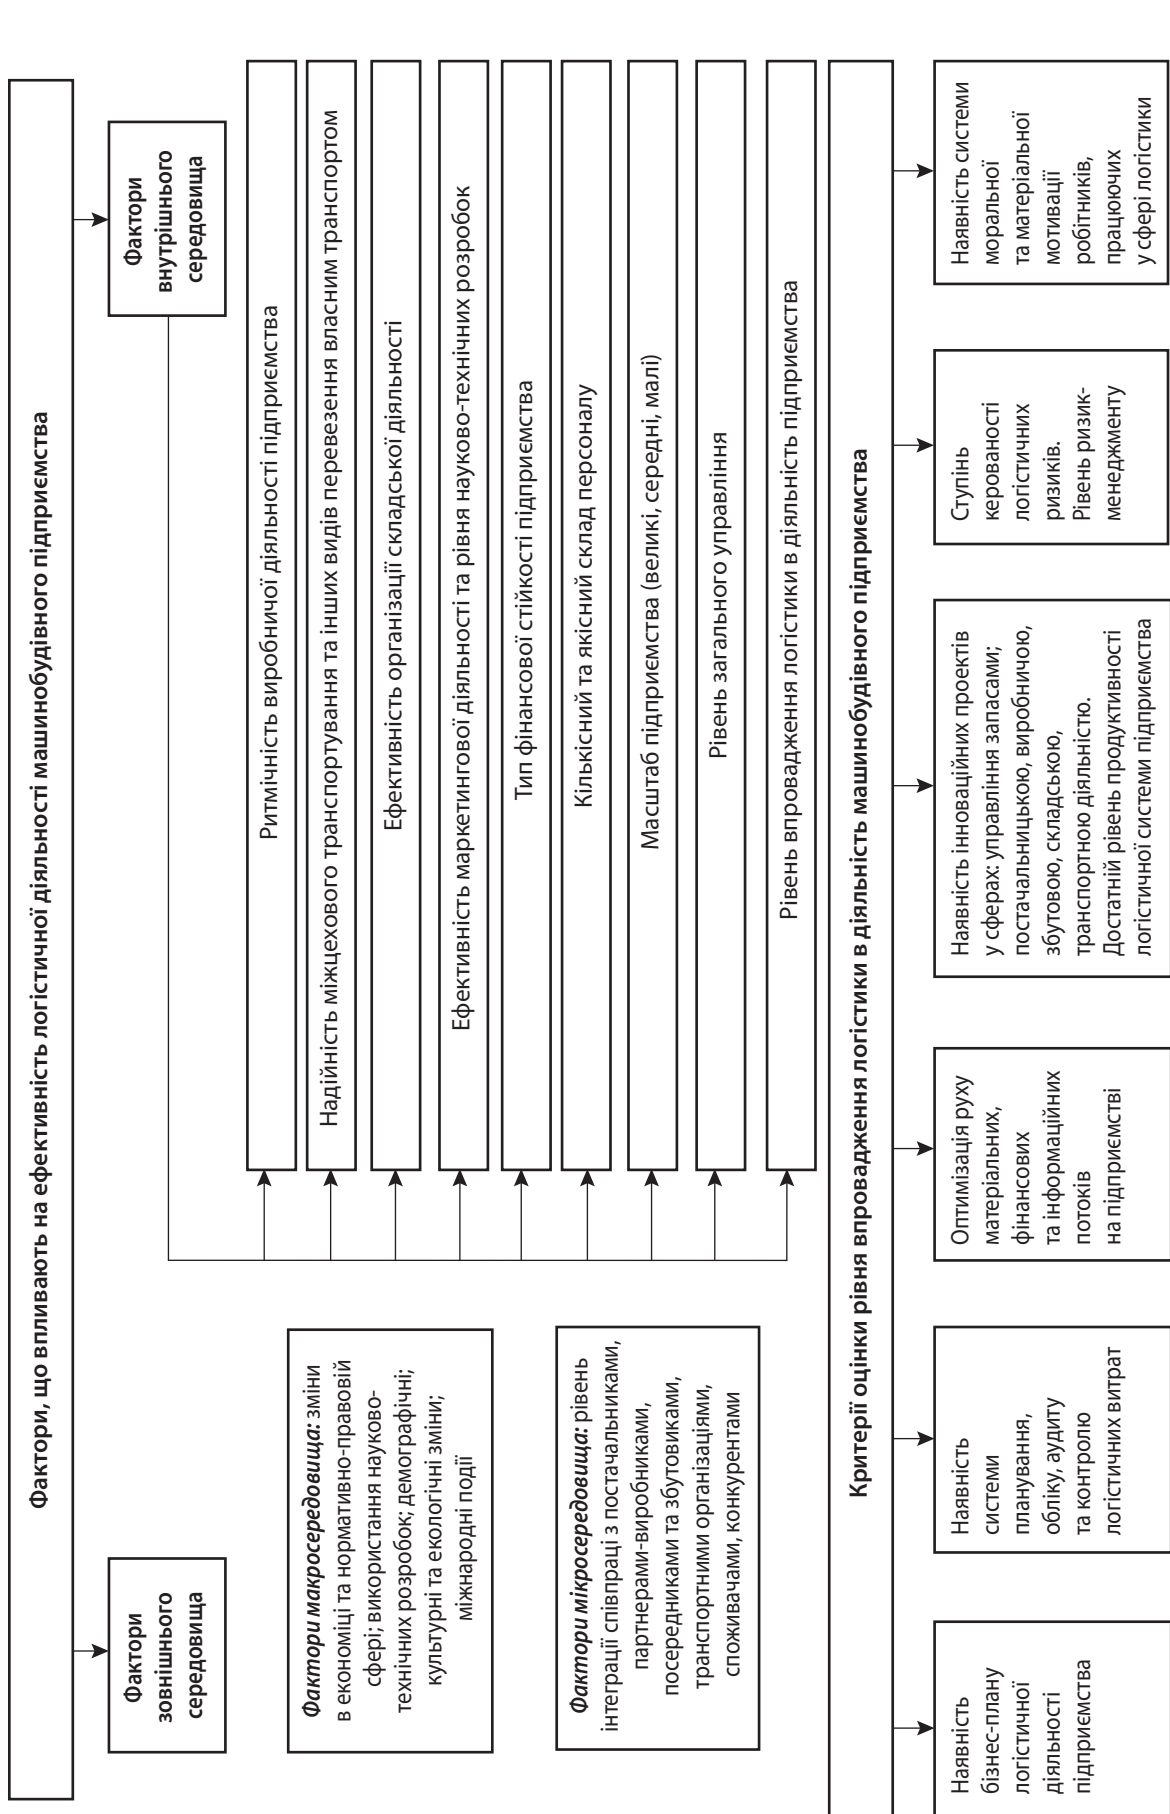 Фактори, що впливають на ефективність логістичної діяльності машинобудівного підприємства
Фактори
зовнішнього
середовища
Фактори
внутрішнього
середовища
Фактори макросередовища: зміни
в економіці та нормативно-правовій
сфері; використання науково-
технічних розробок; демографічні;
культурні та екологічні зміни;
міжнародні події
Фактори мікросередовища: рівень
інтеграції співпраці з постачальниками,
партнерами-виробниками,
посередниками та збутовиками,
транспортними організаціями,
споживачами, конкурентами
Ритмічність виробничої діяльності підприємства
Надійність міжцехового транспортування та інших видів перевезення власним транспортом
Ефективність організації складської діяльності
Ефективність маркетингової діяльності та рівня науково-технічних розробок
Тип фінансової стійкості підприємства
Кількісний та якісний склад персоналу
Масштаб підприємства (великі, середні, малі)
Рівень загального управління
Рівень впровадження логістики в діяльність підприємства
Критерії оцінки рівня впровадження логістики в діяльність машинобудівного підприємства
Наявність
бізнес-плану
логістичної
діяльності
підприємства
Наявність
системи
планування,
обліку, аудиту
та контролю
логістичних витрат
Оптимізація руху
матеріальних,
фінансових
та інформаційних
потоків
на підприємстві
Наявність інноваційних проектів
у сферах: управління запасами;
постачальницькою, виробничою,
збутовою, складською,
транспортною діяльністю.
Достатній рівень продуктивності
логістичної системи підприємства
Ступінь
керованості
логістичних
ризиків.
Рівень ризик-
менеджменту
Наявність системи
моральної
та матеріальної
мотивації
робітників,
працюючих
у сфері логістики